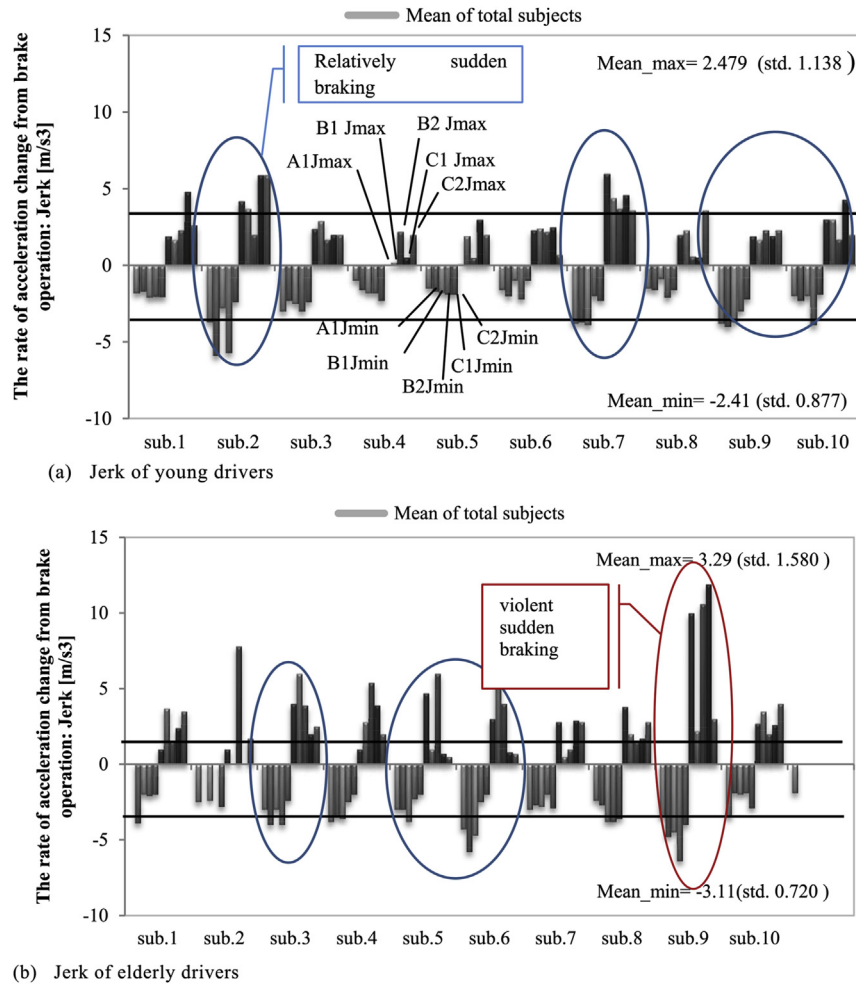 Mean of total subjects
15
10
5
0
-5
-10
The rate of acceleration change from brake
operation: Jerk [m/s3]
Relatively sudden
braking
Mean_max= 2.479 (std. 1.138 )
B1 Jmax
B2 Jmax
A1Jmax
C1 Jmax
C2Jmax
A1Jmin
B1Jmin
B2Jmin
C1Jmin
C2Jmin
Mean_min= -2.41 (std. 0.877)
sub.1 sub.2 sub.3 sub.4 sub.5 sub.6 sub.7 sub.8 sub.9 sub.10
(a) Jerk of young drivers
Mean of total subjects
15
10
5
0
-5
-10
The rate of acceleration change from brake
operation: Jerk [m/s3]
Mean_max= 3.29 (std. 1.580 )
violent
sudden
braking
Mean_min= -3.11(std. 0.720 )
sub.1 sub.2 sub.3 sub.4 sub.5 sub.6 sub.7 sub.8 sub.9 sub.10
(b) Jerk of elderly drivers